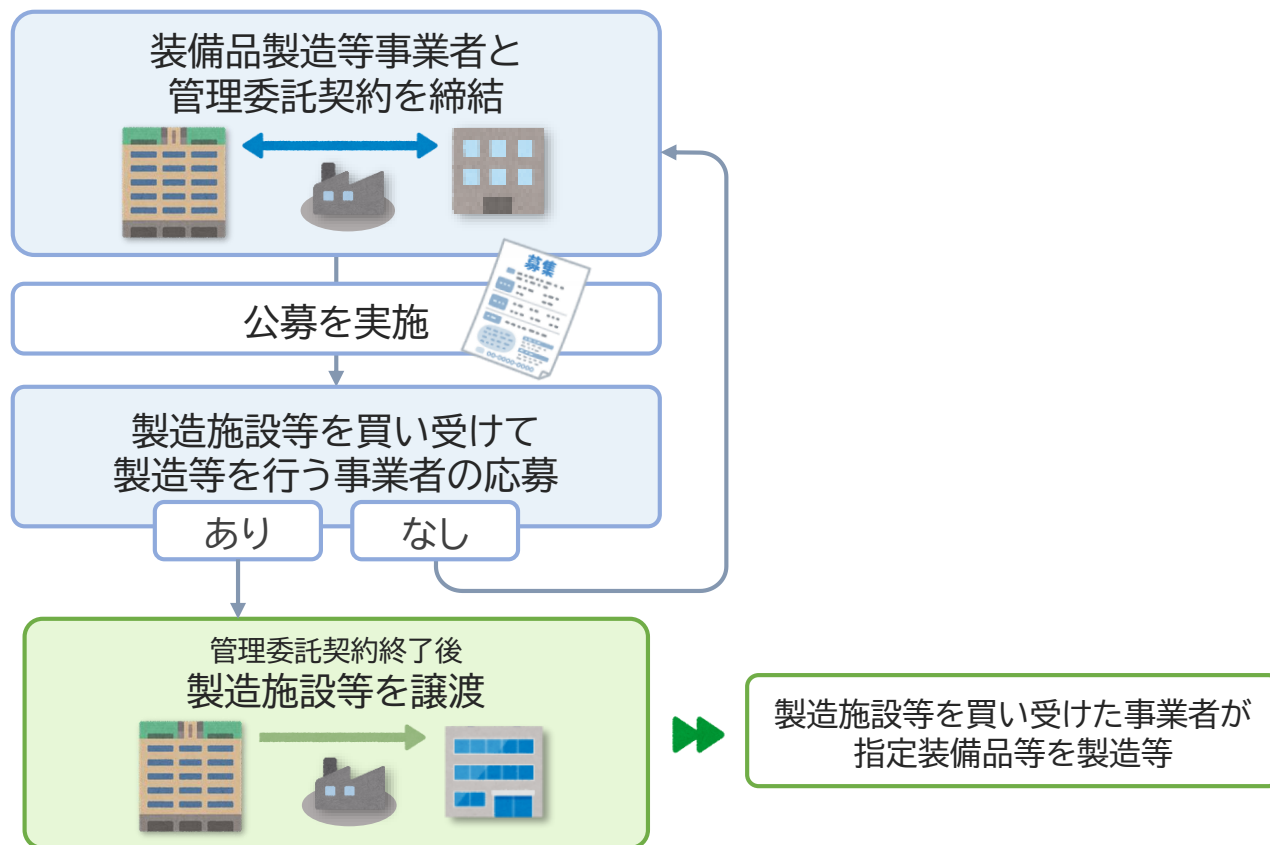 装備品製造等事業者と
管理委託契約を締結
募集
公募を実施
製造施設等を買い受けて
製造等を行う事業者の応募
あり
なし
管理委託契約終了後
製造施設等を譲渡
製造施設等を買い受けた事業者が
指定装備品等を製造等